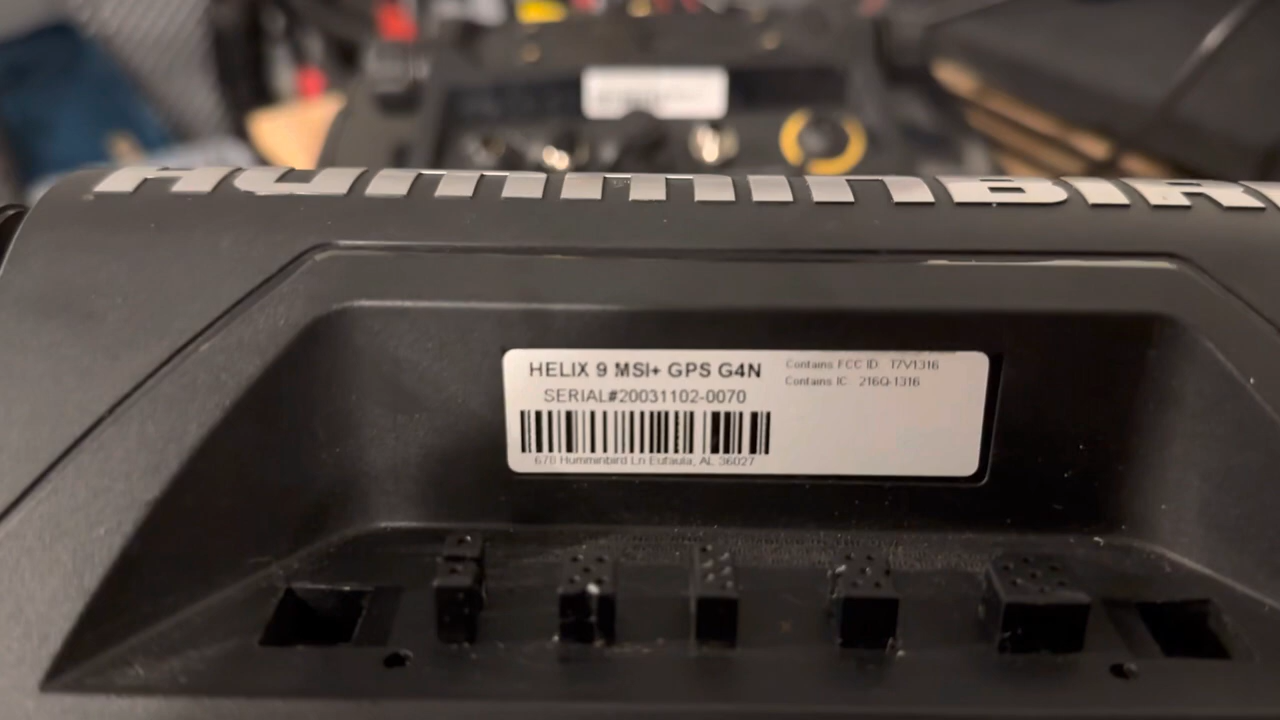 HUMMINBIR
HELIX 9 MSI+ GPS G4N
SERIAL#20031102-0070
678 Humminbird Ln Eufaula, AL 36027
Contains FCC ID T7V1316
Contains IC 216Q-1316